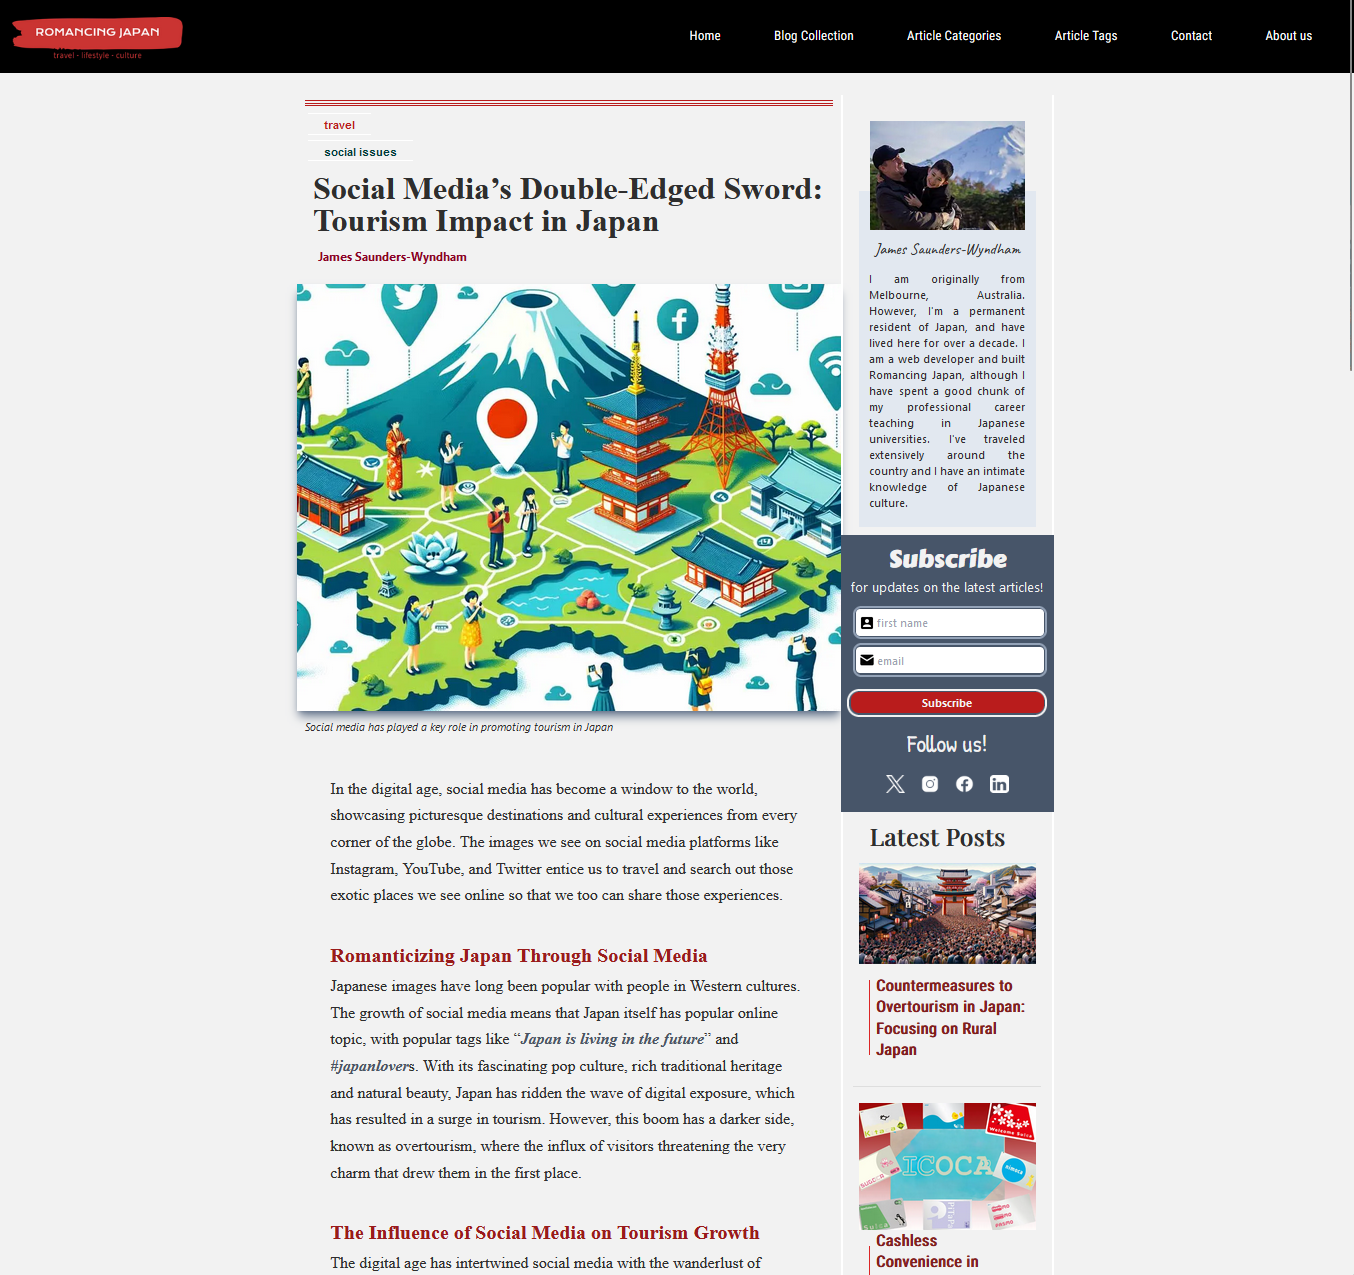 ROMANCING JAPAN
travel - lifestyle - culture
Home
Blog Collection
Article Categories
Article Tags
Contact
About us
travel
social issues
Social Media’s Double-Edged Sword:
Tourism Impact in Japan
James Saunders-Wyndham
Social media has played a key role in promoting tourism in Japan
In the digital age, social media has become a window to the world,
showcasing picturesque destinations and cultural experiences from every
corner of the globe. The images we see on social media platforms like
Instagram, YouTube, and Twitter entice us to travel and search out those
exotic places we see online so that we too can share those experiences.
Romanticizing Japan Through Social Media
Japanese images have long been popular with people in Western cultures.
The growth of social media means that Japan itself has popular online
topic, with popular tags like “Japan is living in the future” and
#japanlovers. With its fascinating pop culture, rich traditional heritage
and natural beauty, Japan has ridden the wave of digital exposure, which
has resulted in a surge in tourism. However, this boom has a darker side,
known as overtourism, where the influx of visitors threatening the very
charm that drew them in the first place.
The Influence of Social Media on Tourism Growth
The digital age has intertwined social media with the wanderlust of
James Saunders-Wyndham
I am originally from
Melbourne, Australia.
However, I'm a permanent
resident of Japan, and have
lived here for over a decade. I
am a web developer and built
Romancing Japan, although I
have spent a good chunk of
my professional career
teaching in Japanese
universities. I've traveled
extensively around the
country and I have an intimate
knowledge of Japanese
culture.
Subscribe
for updates on the latest articles!
first name
email
Subscribe
Follow us!
Latest Posts
Countermeasures to
Overtourism in Japan:
Focusing on Rural
Japan
Welcome Suica
ICOCA
nimoca
SUGOCA
Suica
PiTaPa
PASMO
Cashless
Convenience in